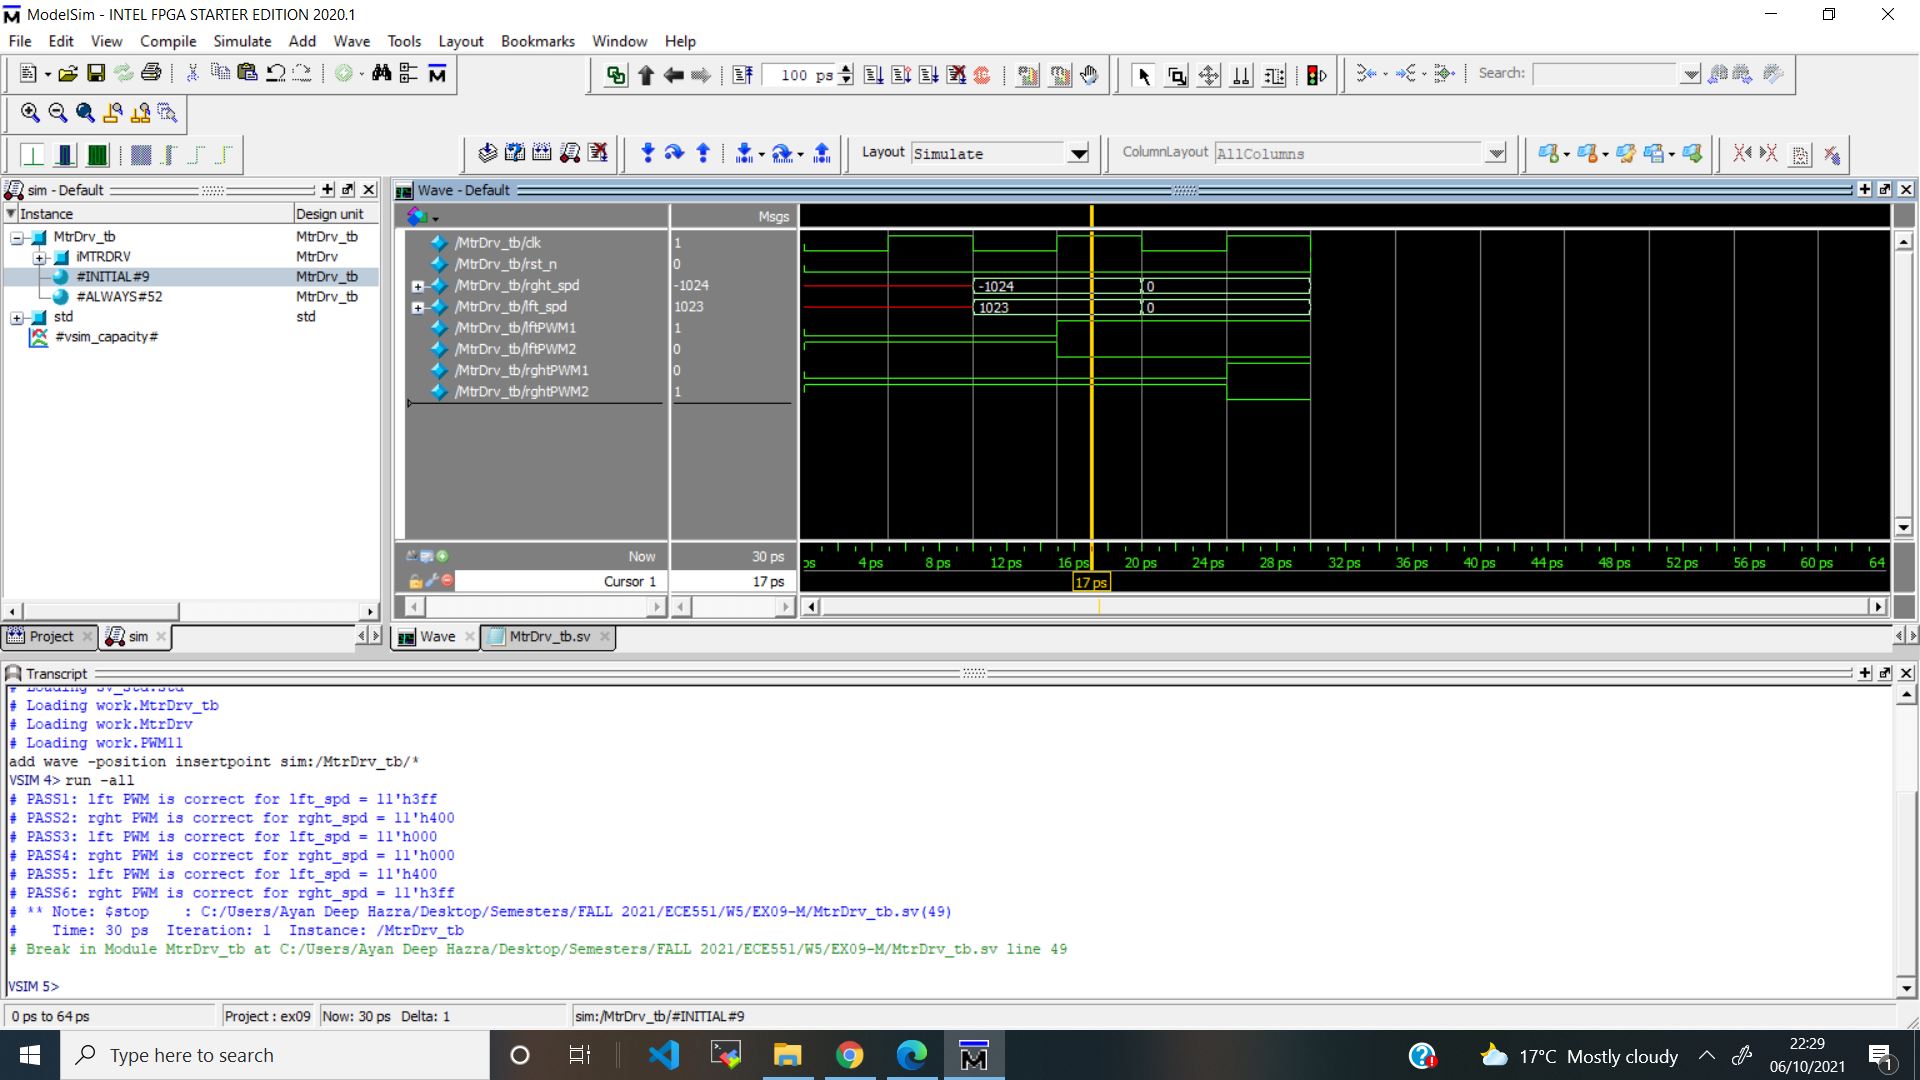 ModelSim - INTEL FPGA STARTER EDITION 2020.1
File Edit View Compile Simulate Add Wave Tools Layout Bookmarks Window Help
100 ps
Search:
Layout Simulate
ColumnLayout AllColumns
sim - Default
Instance Design unit
MtrDrv_tb MtrDrv_tb
iMTRDRV MtrDrv
#INITIAL#9 MtrDrv_tb
#ALWAYS#52 MtrDrv_tb
std std
#vsim_capacity#
Project sim
Wave - Default
Msgs
/MtrDrv_tb/clk 1
/MtrDrv_tb/rst_n 0
/MtrDrv_tb/rght_spd -1024 -1024 0
/MtrDrv_tb/lft_spd 1023 1023 0
/MtrDrv_tb/lftPWM1 1
/MtrDrv_tb/lftPWM2 0
/MtrDrv_tb/rghtPWM1 0
/MtrDrv_tb/rghtPWM2 1
Now 30 ps
ps 4 ps 8 ps 12 ps 16 ps 20 ps 24 ps 28 ps 32 ps 36 ps 40 ps 44 ps 48 ps 52 ps 56 ps 60 ps 64
Cursor 1 17 ps
17 ps
Wave MtrDrv_tb.sv
Transcript
# Loading sv_std.std
# Loading work.MtrDrv_tb
# Loading work.MtrDrv
# Loading work.PWM11
add wave -position insertpoint sim:/MtrDrv_tb/*
VSIM 4> run -all
# PASS1: lft PWM is correct for lft_spd = 11'h3ff
# PASS2: rght PWM is correct for rght_spd = 11'h400
# PASS3: lft PWM is correct for lft_spd = 11'h000
# PASS4: rght PWM is correct for rght_spd = 11'h000
# PASS5: lft PWM is correct for lft_spd = 11'h400
# PASS6: rght PWM is correct for rght_spd = 11'h3ff
# ** Note: $stop    : C:/Users/Ayan Deep Hazra/Desktop/Semesters/FALL 2021/ECE551/W5/EX09-M/MtrDrv_tb.sv(49)
#    Time: 30 ps  Iteration: 1  Instance: /MtrDrv_tb
# Break in Module MtrDrv_tb at C:/Users/Ayan Deep Hazra/Desktop/Semesters/FALL 2021/ECE551/W5/EX09-M/MtrDrv_tb.sv line 49
VSIM 5>
0 ps to 64 ps Project : ex09 Now: 30 ps Delta: 1 sim:/MtrDrv_tb/#INITIAL#9
Type here to search
17°C Mostly cloudy
22:29
06/10/2021
1